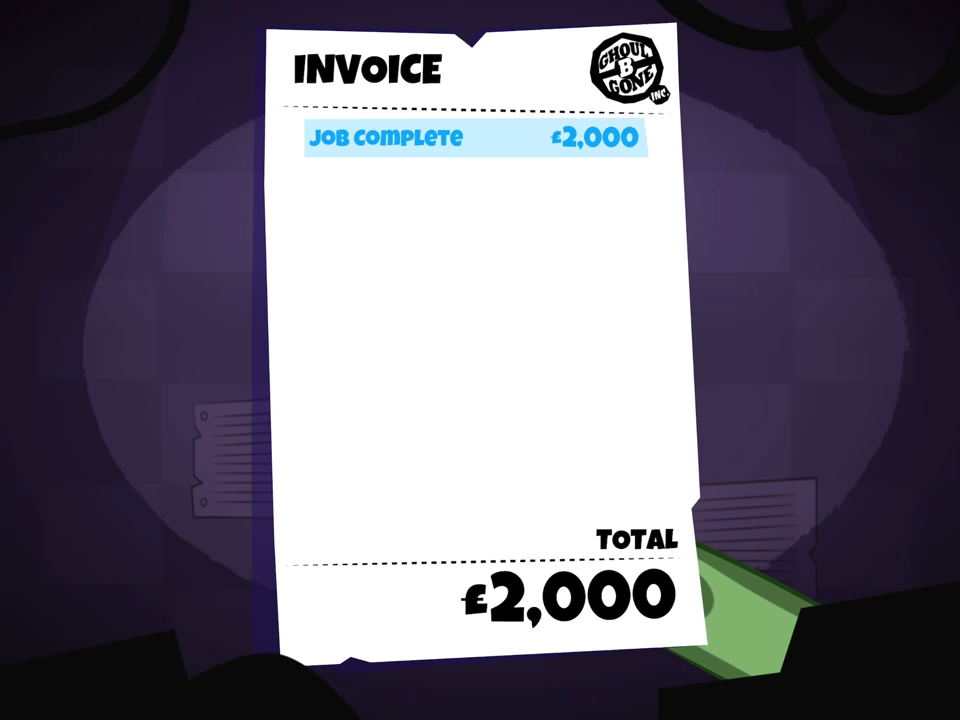 INVOICE
GHOUL
B
GONE
INC.
JOB COMPLETE £2,000
TOTAL
£2,000